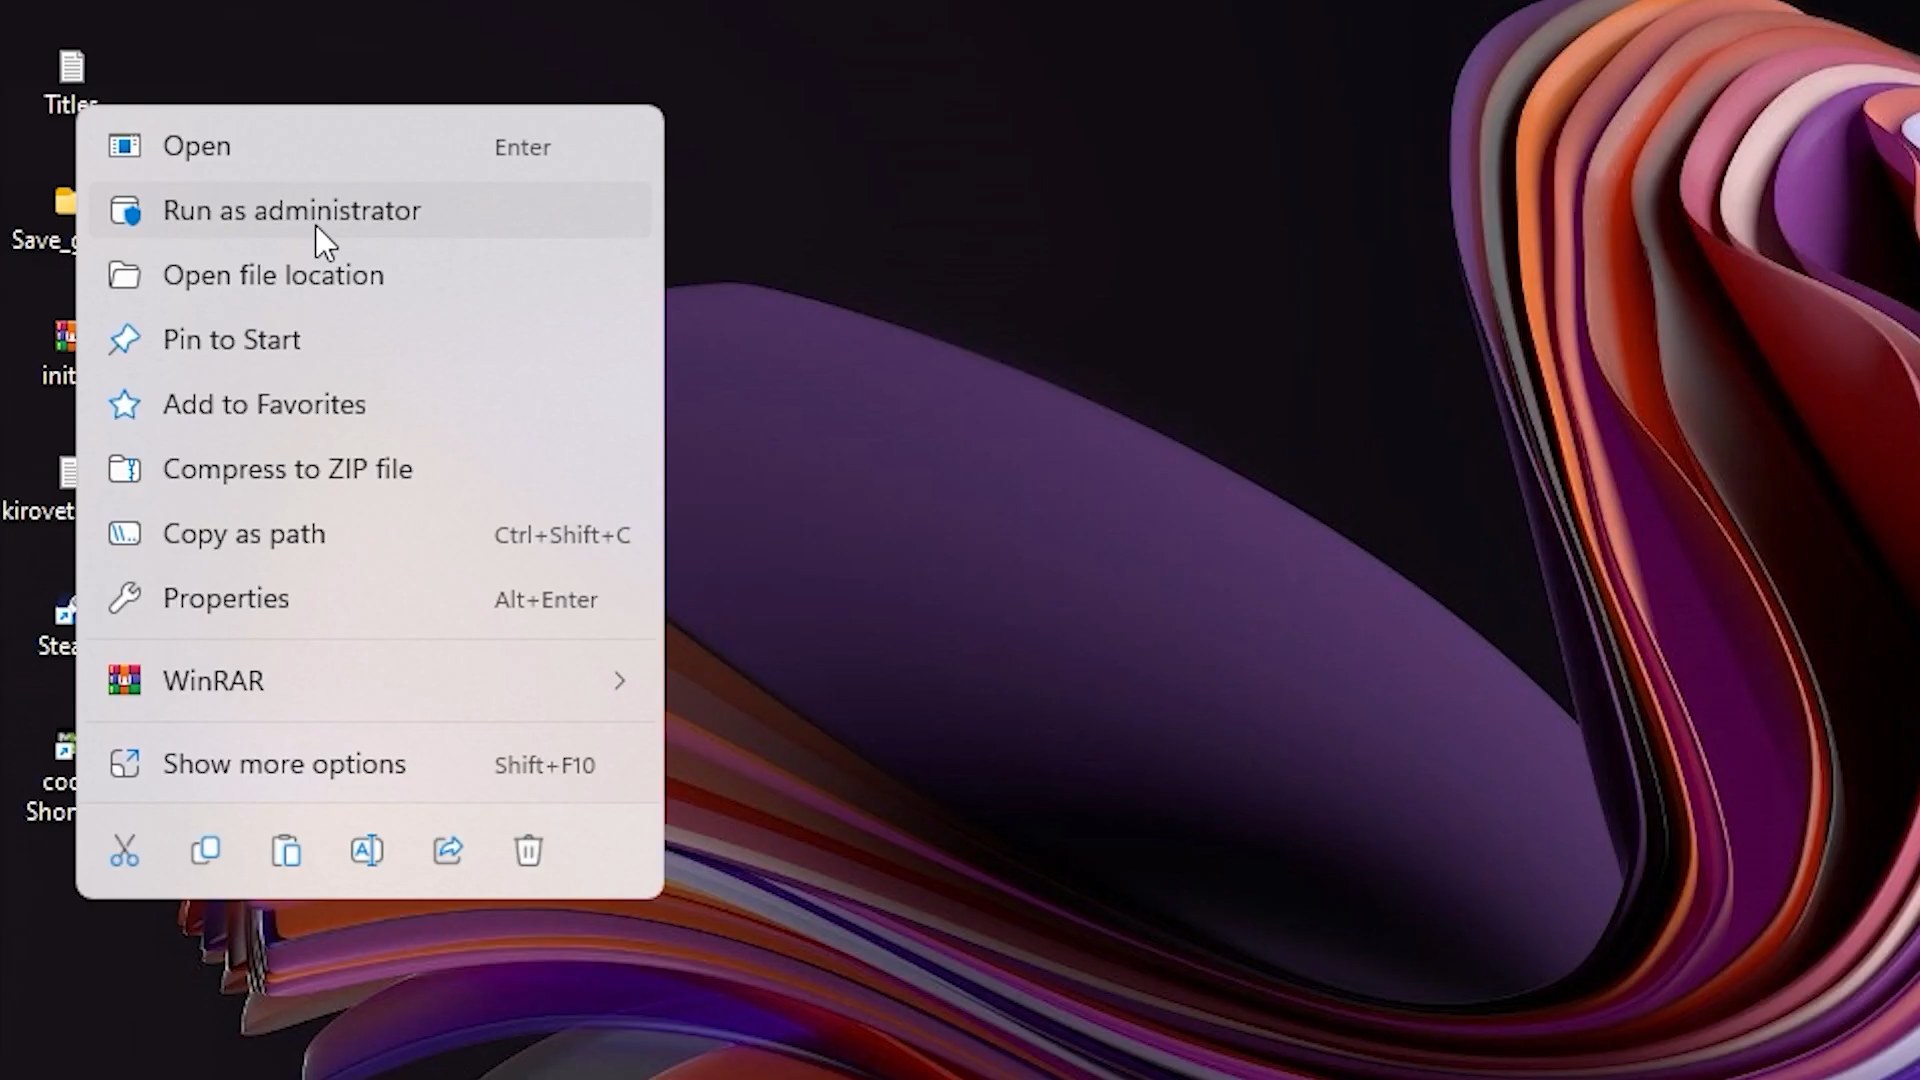 Titles
Open Enter
Run as administrator
Open file location
Pin to Start
Add to Favorites
Compress to ZIP file
Copy as path Ctrl+Shift+C
Properties Alt+Enter
WinRAR
Show more options Shift+F10
Save_g
init
kirovet
Stea
coo
Shor